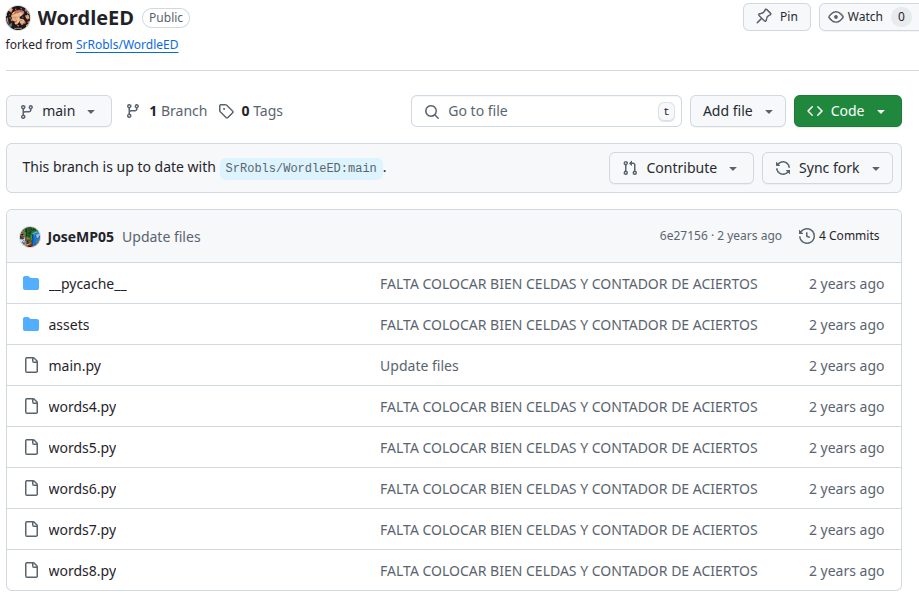 WordleED Public Pin Watch 0
forked from SrRobls/WordleED
main 1 Branch 0 Tags Go to file t Add file Code
This branch is up to date with SrRobls/WordleED:main. Contribute Sync fork
JoseMP05 Update files 6e27156 · 2 years ago 4 Commits
__pycache__ FALTA COLOCAR BIEN CELDAS Y CONTADOR DE ACIERTOS 2 years ago
assets FALTA COLOCAR BIEN CELDAS Y CONTADOR DE ACIERTOS 2 years ago
main.py Update files 2 years ago
words4.py FALTA COLOCAR BIEN CELDAS Y CONTADOR DE ACIERTOS 2 years ago
words5.py FALTA COLOCAR BIEN CELDAS Y CONTADOR DE ACIERTOS 2 years ago
words6.py FALTA COLOCAR BIEN CELDAS Y CONTADOR DE ACIERTOS 2 years ago
words7.py FALTA COLOCAR BIEN CELDAS Y CONTADOR DE ACIERTOS 2 years ago
words8.py FALTA COLOCAR BIEN CELDAS Y CONTADOR DE ACIERTOS 2 years ago